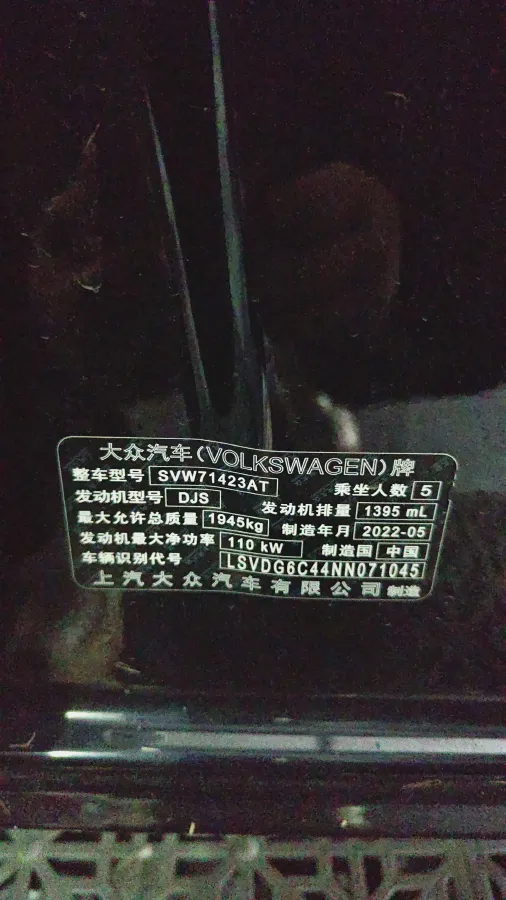 大众汽车(VOLKSWAGEN)牌
整车型号 SVW71423AT 乘坐人数 5
发动机型号 DJS 发动机排量 1395 mL
最大允许总质量 1945kg 制造年月 2022-05
发动机最大净功率 110 kW 制造国 中国
车辆识别代号 LSVDG6C44NN071045
上汽大众汽车有限公司 制造